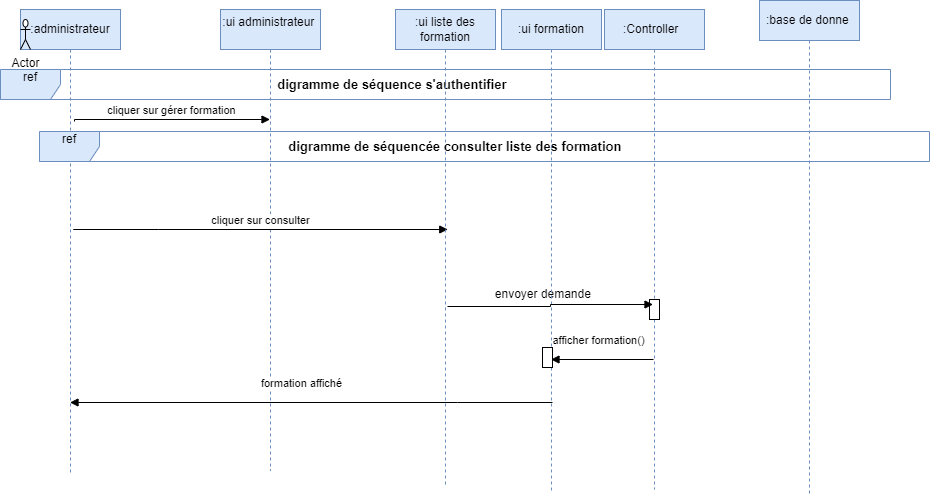 :administrateur
:ui administrateur
:ui liste des
formation
:ui formation
:Controller
:base de donne
Actor
ref
digramme de séquence s'authentifier
cliquer sur gérer formation
ref
digramme de séquencée consulter liste des formation
cliquer sur consulter
envoyer demande
afficher formation()
formation affiché